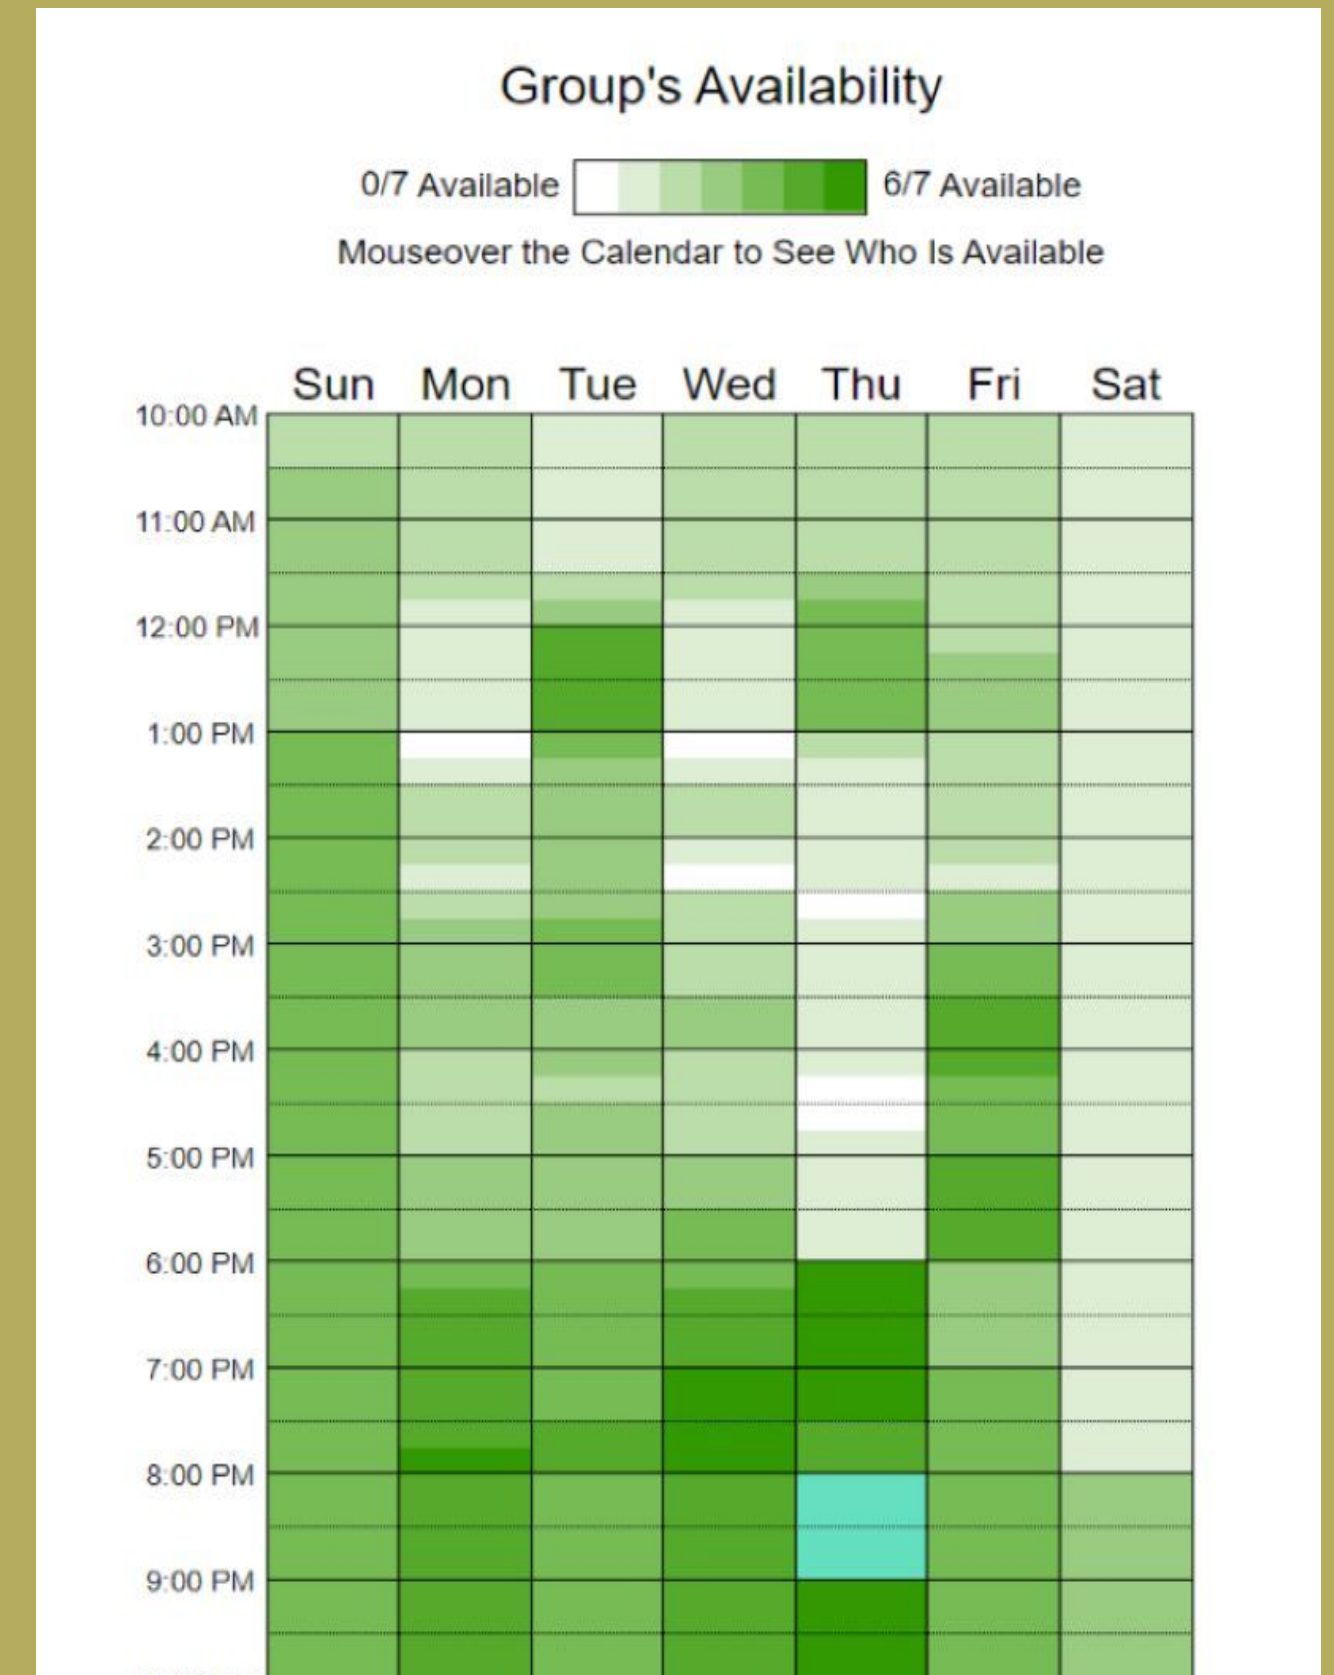 Group's Availability
0/7 Available 6/7 Available
Mouseover the Calendar to See Who Is Available
Sun Mon Tue Wed Thu Fri Sat
10:00 AM
11:00 AM
12:00 PM
1:00 PM
2:00 PM
3:00 PM
4:00 PM
5:00 PM
6:00 PM
7:00 PM
8:00 PM
9:00 PM